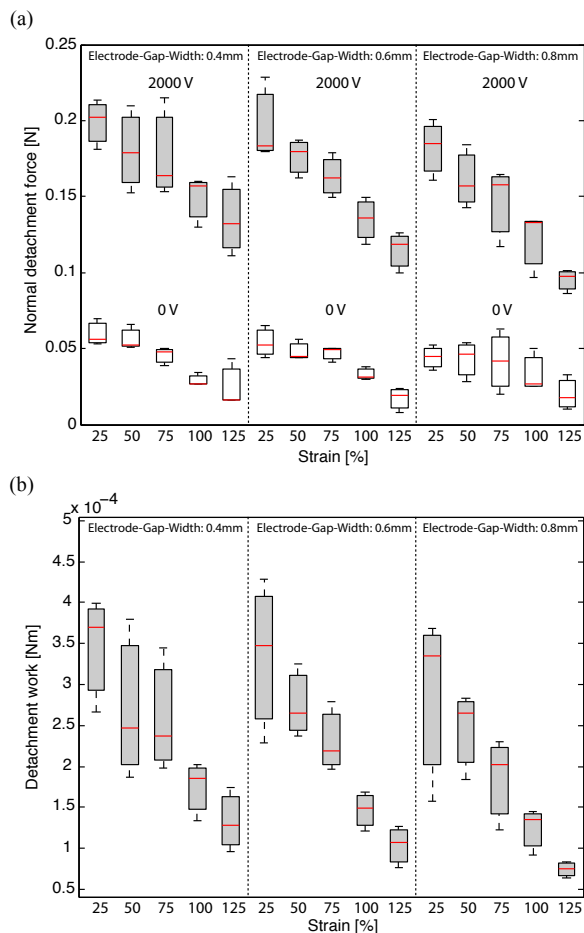 (a)
Normal detachment force [N]
0.25
0.2
0.15
0.1
0.05
0
Electrode-Gap-Width: 0.4mm
Electrode-Gap-Width: 0.6mm
Electrode-Gap-Width: 0.8mm
2000 V
2000 V
2000 V
0 V
0 V
0 V
25 50 75 100 125 25 50 75 100 125 25 50 75 100 125
Strain [%]
(b)
x 10−4
Detachment work [Nm]
5
4
3
2
1
4.5
3.5
2.5
1.5
0.5
Electrode-Gap-Width: 0.4mm
Electrode-Gap-Width: 0.6mm
Electrode-Gap-Width: 0.8mm
25 50 75 100 125 25 50 75 100 125 25 50 75 100 125
Strain [%]